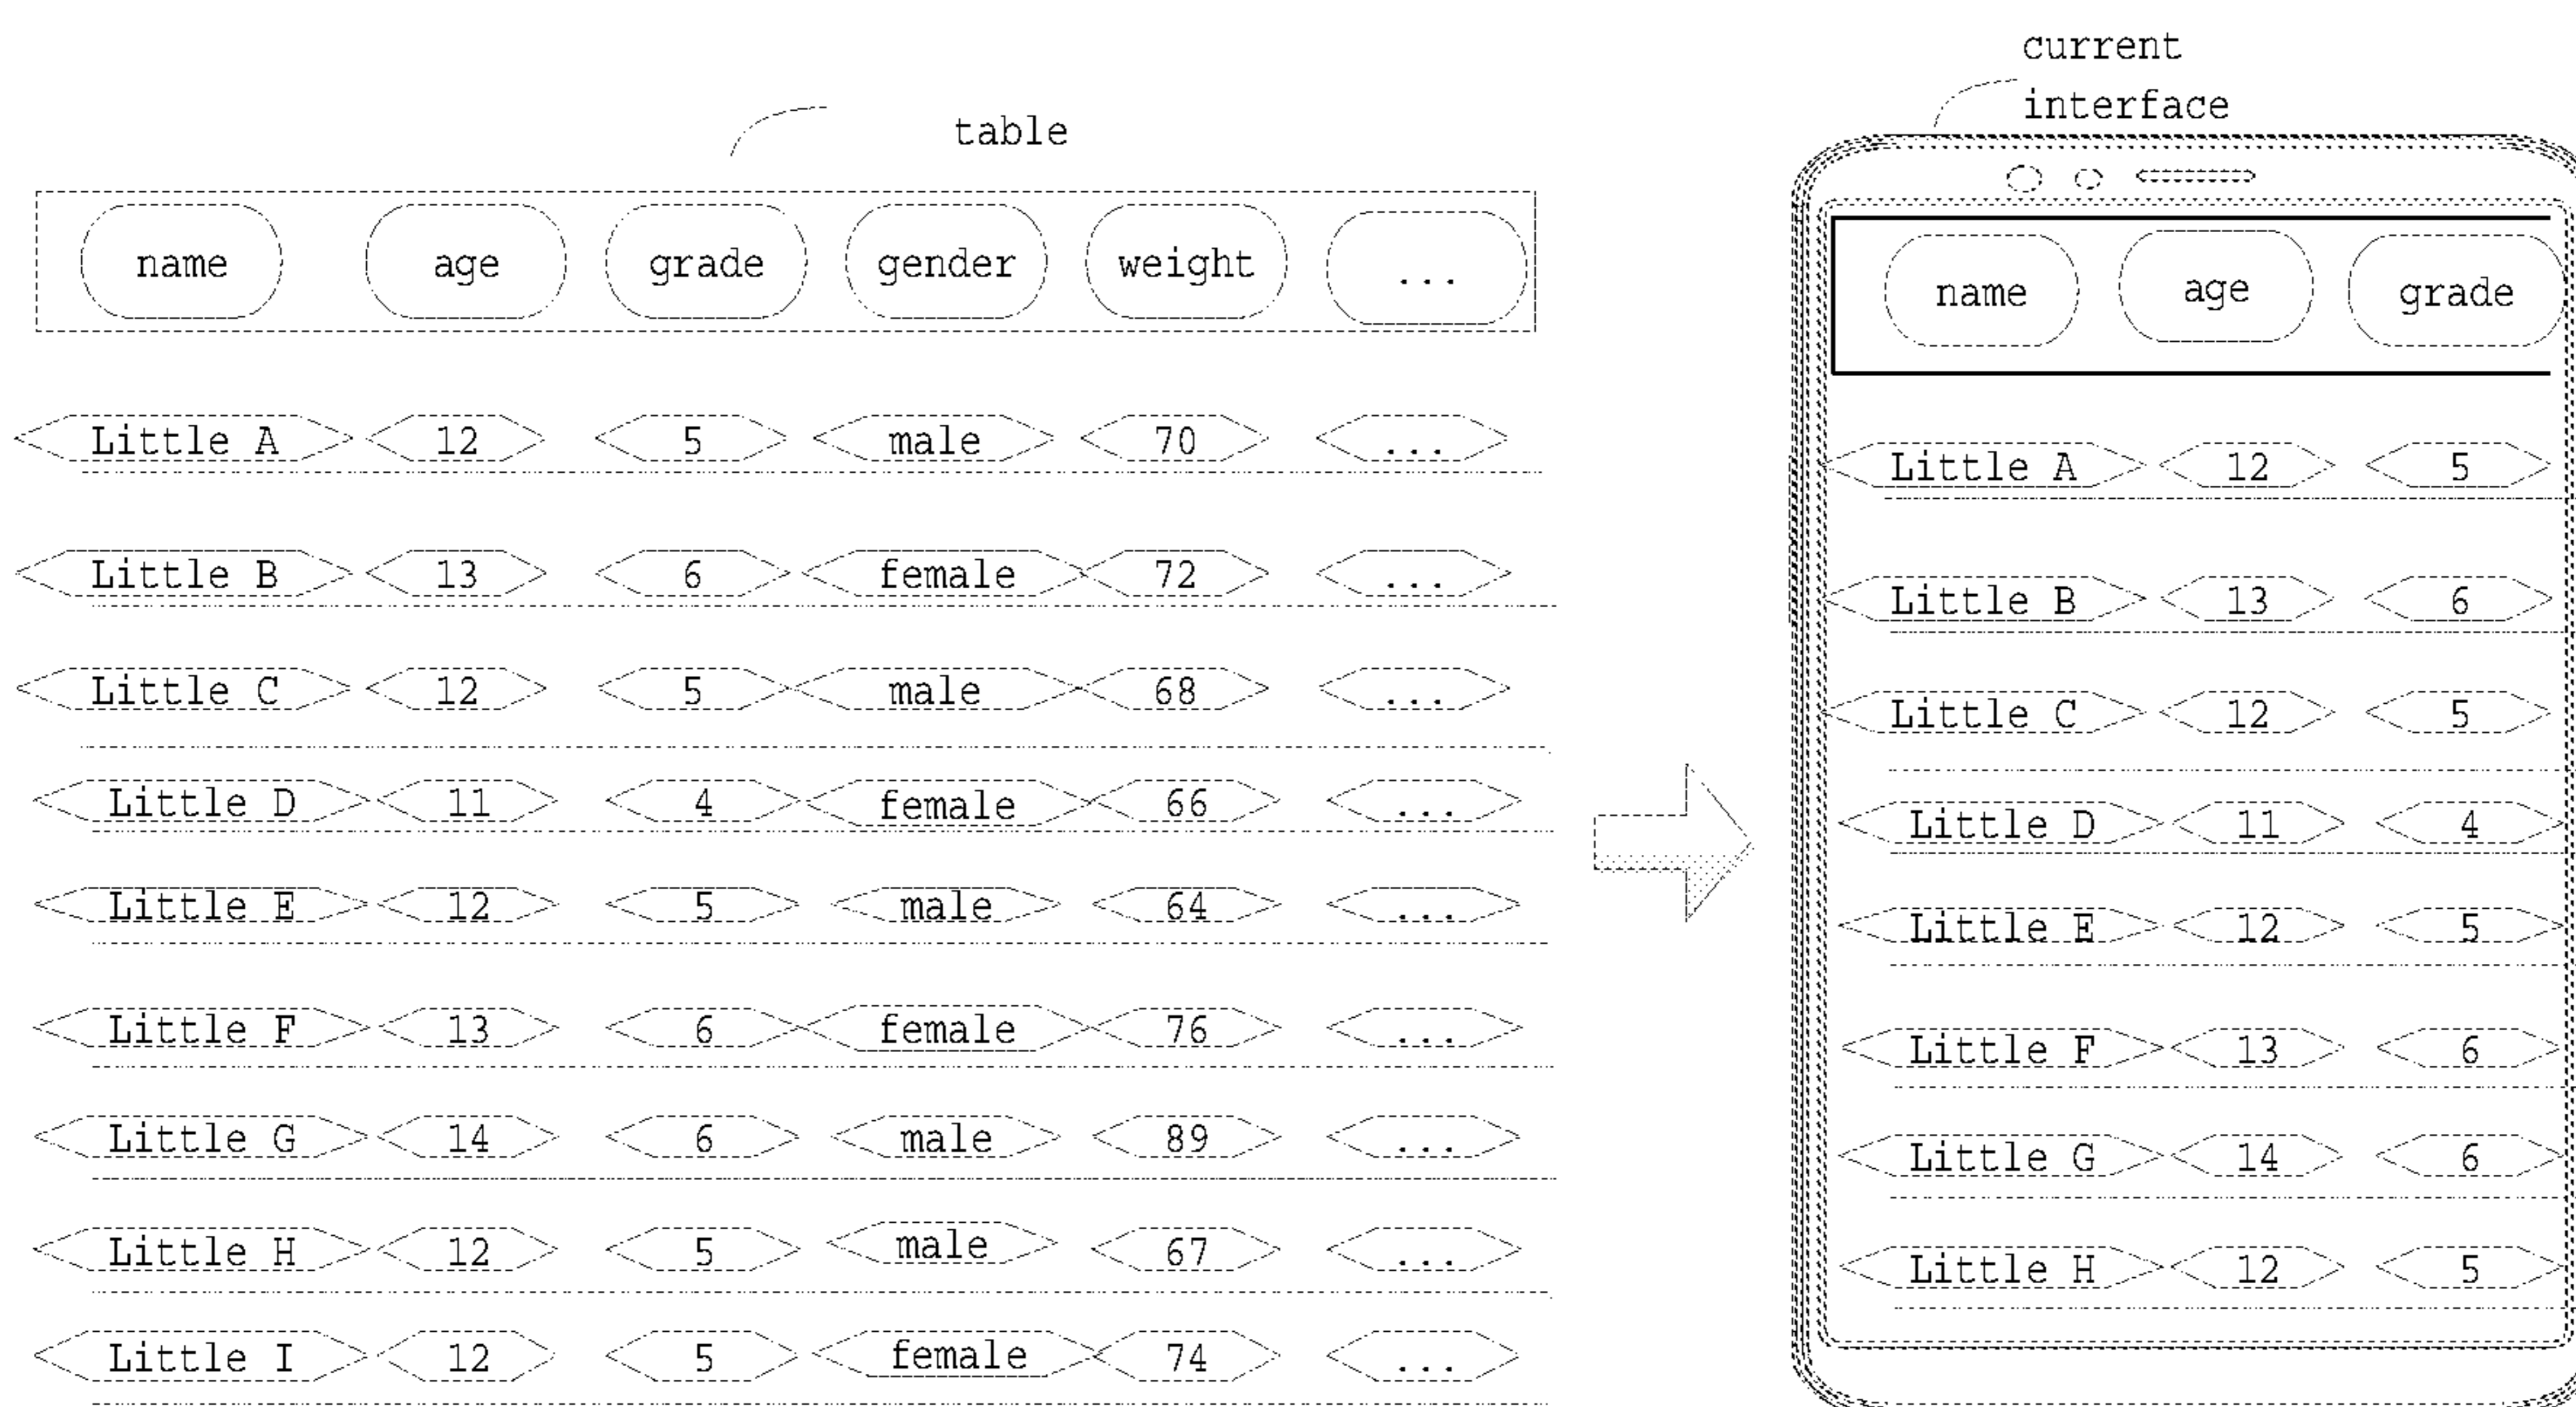 table
name age grade gender weight ...
Little A 12 5 male 70 ...
Little B 13 6 female 72 ...
Little C 12 5 male 68 ...
Little D 11 4 female 66 ...
Little E 12 5 male 64 ...
Little F 13 6 female 76 ...
Little G 14 6 male 89 ...
Little H 12 5 male 67 ...
Little I 12 5 female 74 ...
current
interface
name age grade
Little A 12 5
Little B 13 6
Little C 12 5
Little D 11 4
Little E 12 5
Little F 13 6
Little G 14 6
Little H 12 5